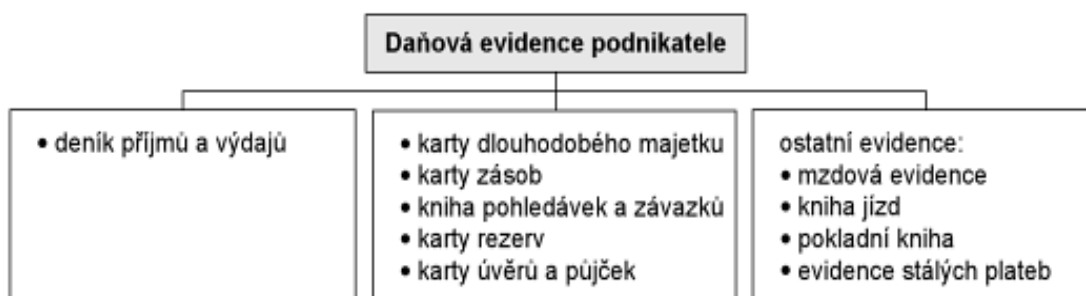 Daňová evidence podnikatele
• deník příjmů a výdajů
• karty dlouhodobého majetku
• karty zásob
• kniha pohledávek a závazků
• karty rezerv
• karty úvěrů a půjček
ostatní evidence:
• mzdová evidence
• kniha jízd
• pokladní kniha
• evidence stálých plateb